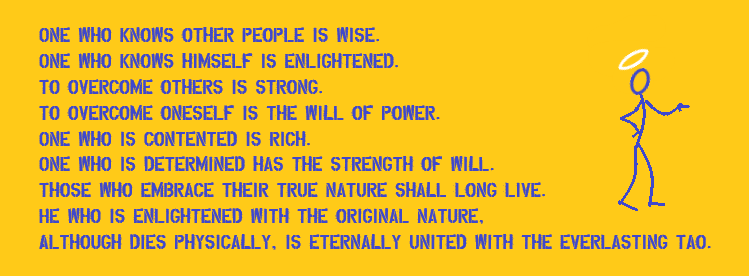 ONE WHO KNOWS OTHER PEOPLE IS WISE.
ONE WHO KNOWS HIMSELF IS ENLIGHTENED.
TO OVERCOME OTHERS IS STRONG.
TO OVERCOME ONESELF IS THE WILL OF POWER.
ONE WHO IS CONTENTED IS RICH.
ONE WHO IS DETERMINED HAS THE STRENGTH OF WILL.
THOSE WHO EMBRACE THEIR TRUE NATURE SHALL LONG LIVE.
HE WHO IS ENLIGHTENED WITH THE ORIGINAL NATURE,
ALTHOUGH DIES PHYSICALLY, IS ETERNALLY UNITED WITH THE EVERLASTING TAO.